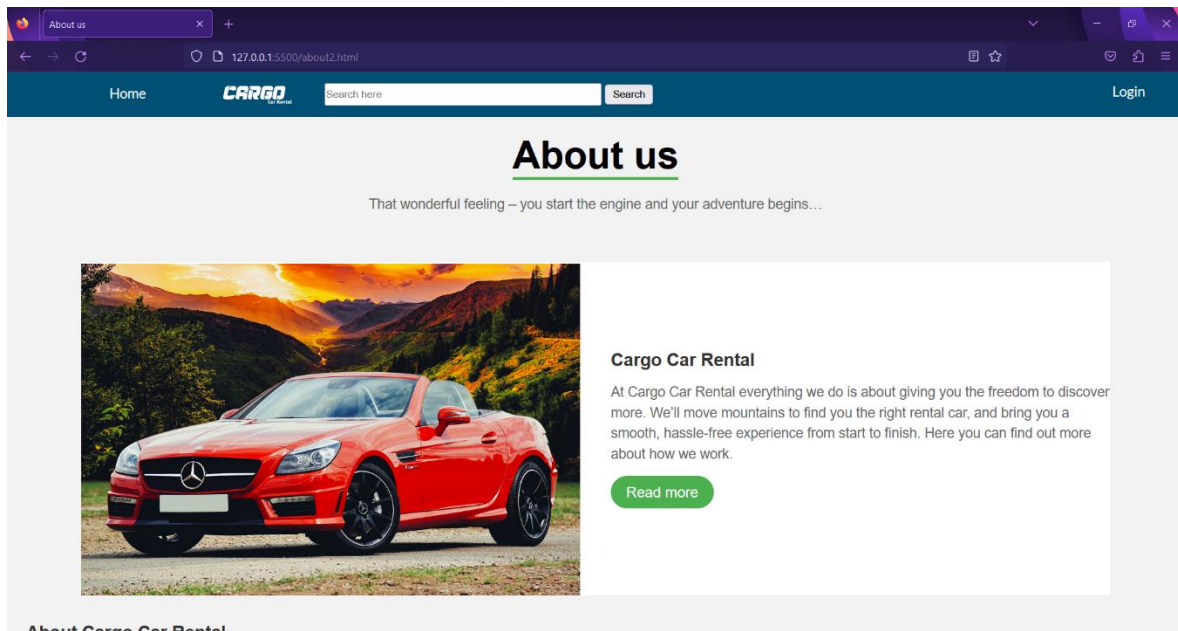 About us
127.0.0.1:5500/about2.html
Home
CARGO
Car Rental
Search here
Search
Login
About us
That wonderful feeling – you start the engine and your adventure begins…
Cargo Car Rental
At Cargo Car Rental everything we do is about giving you the freedom to discover
more. We’ll move mountains to find you the right rental car, and bring you a
smooth, hassle-free experience from start to finish. Here you can find out more
about how we work.
Read more
About Cargo Car Rental